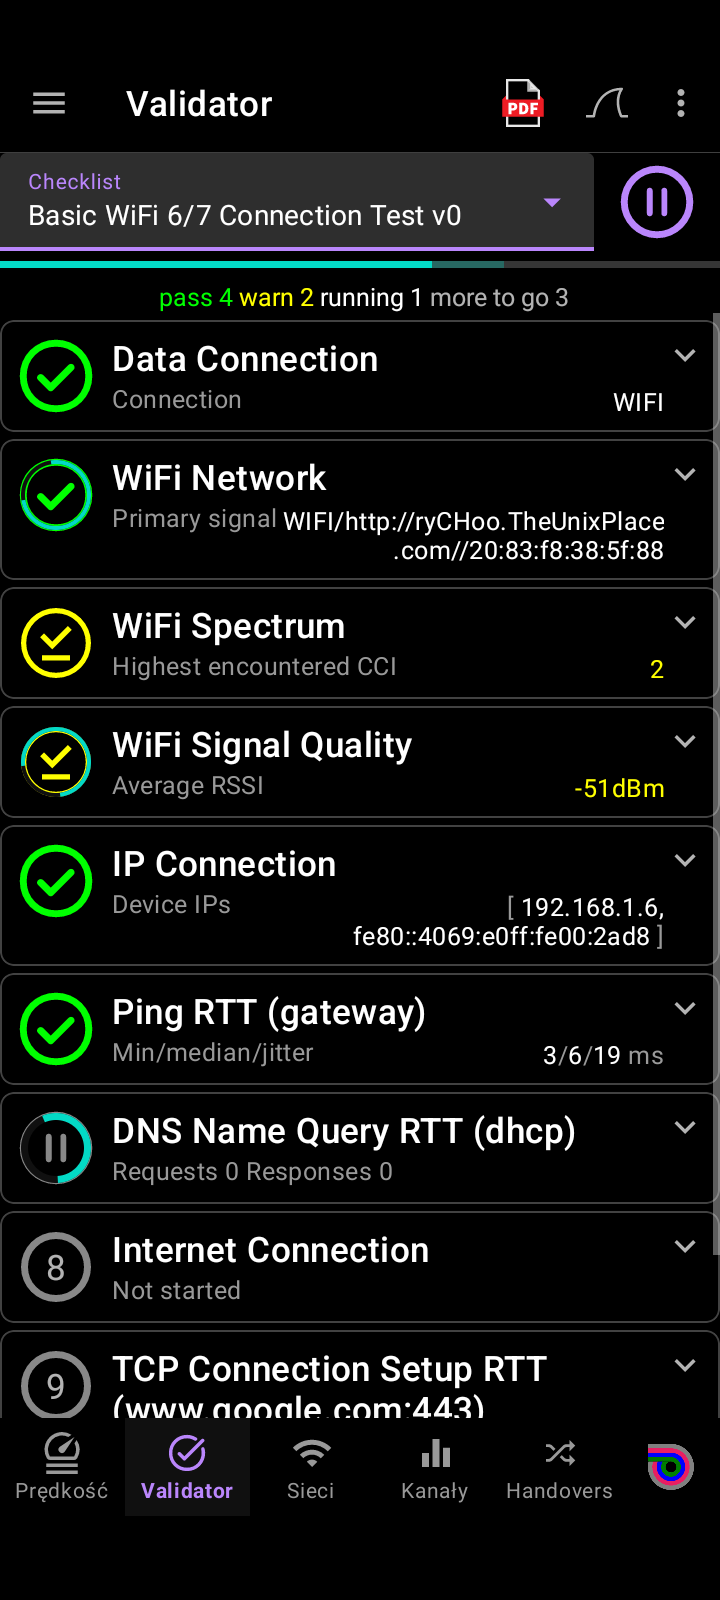 Validator
PDF
Checklist
Basic WiFi 6/7 Connection Test v0
pass 4 warn 2 running 1 more to go 3
Data Connection
Connection WIFI
WiFi Network
Primary signal WIFI/http://ryCHoo.TheUnixPlace
.com//20:83:f8:38:5f:88
WiFi Spectrum
Highest encountered CCI 2
WiFi Signal Quality
Average RSSI -51dBm
IP Connection
Device IPs [ 192.168.1.6,
fe80::4069:e0ff:fe00:2ad8 ]
Ping RTT (gateway)
Min/median/jitter 3/6/19 ms
DNS Name Query RTT (dhcp)
Requests 0 Responses 0
8 Internet Connection
Not started
9 TCP Connection Setup RTT
(www.google.com:443)
Prędkość Validator Sieci Kanały Handovers